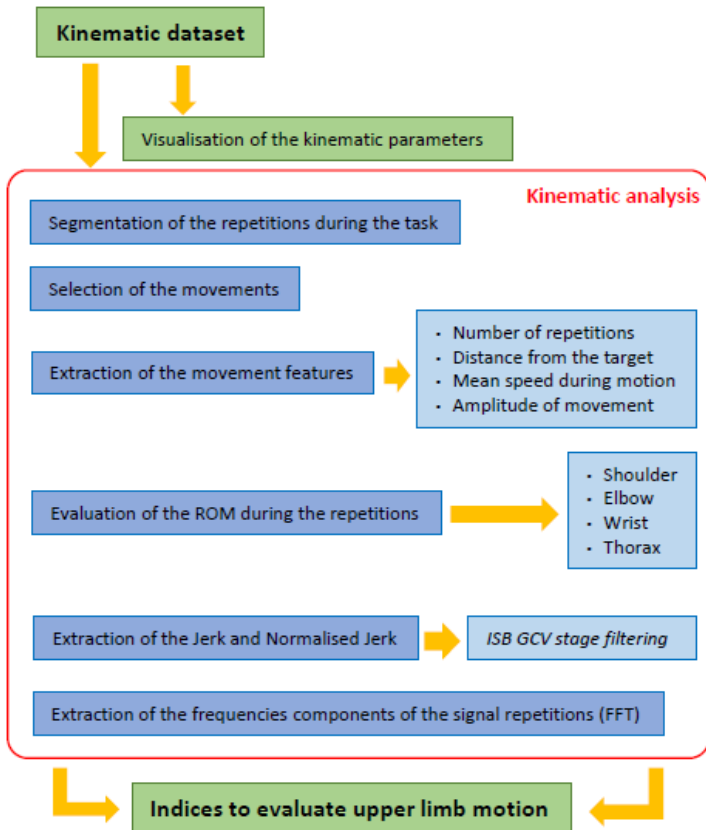 Kinematic dataset
Visualisation of the kinematic parameters
Kinematic analysis
Segmentation of the repetitions during the task
Selection of the movements
Extraction of the movement features
· Number of repetitions
· Distance from the target
· Mean speed during motion
· Amplitude of movement
Evaluation of the ROM during the repetitions
· Shoulder
· Elbow
· Wrist
· Thorax
Extraction of the Jerk and Normalised Jerk
ISB GCV stage filtering
Extraction of the frequencies components of the signal repetitions (FFT)
Indices to evaluate upper limb motion